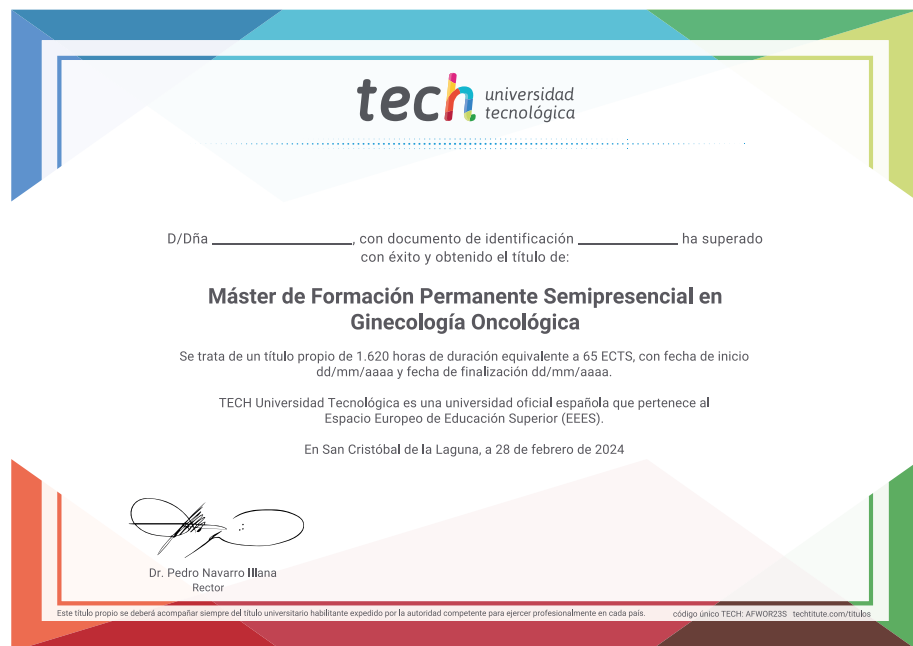 tech universidad
tecnológica
D/Dña ____________________, con documento de identificación ______________ ha superado
con éxito y obtenido el título de:
Máster de Formación Permanente Semipresencial en
Ginecología Oncológica
Se trata de un título propio de 1.620 horas de duración equivalente a 65 ECTS, con fecha de inicio
dd/mm/aaaa y fecha de finalización dd/mm/aaaa.
TECH Universidad Tecnológica es una universidad oficial española que pertenece al
Espacio Europeo de Educación Superior (EEES).
En San Cristóbal de la Laguna, a 28 de febrero de 2024
Dr. Pedro Navarro Illana
Rector
Este título propio se deberá acompañar siempre del título universitario habilitante expedido por la autoridad competente para ejercer profesionalmente en cada país. código único TECH: AFWOR23S techtitute.com/titulos